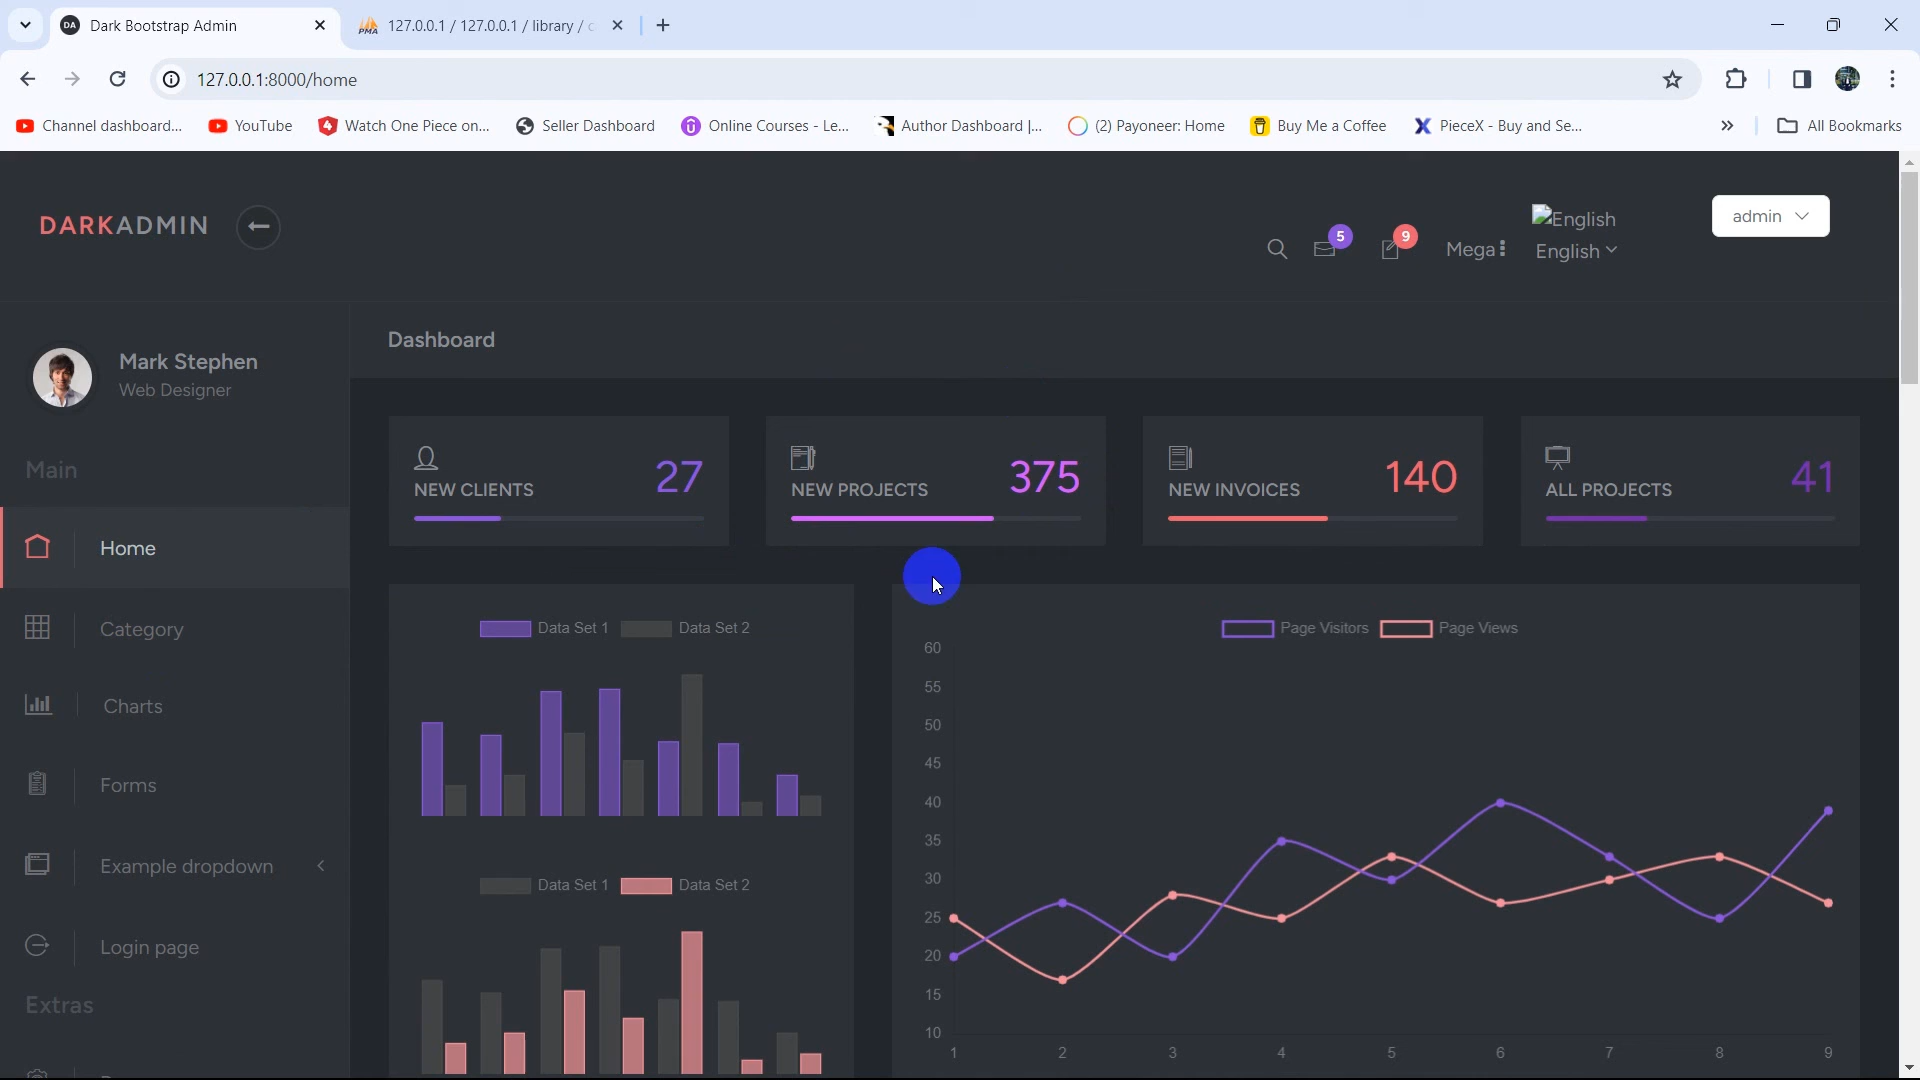 DA Dark Bootstrap Admin
PMA 127.0.0.1 / 127.0.0.1 / library / c
127.0.0.1:8000/home
Channel dashboard...
YouTube
Watch One Piece on...
Seller Dashboard
Online Courses - Le...
Author Dashboard |...
(2) Payoneer: Home
Buy Me a Coffee
PieceX - Buy and Se...
All Bookmarks
DARKADMIN
5
9
Mega
English
English
admin
Mark Stephen
Web Designer
Main
Home
Category
Charts
Forms
Example dropdown
Login page
Extras
Dashboard
NEW CLIENTS
27
NEW PROJECTS
375
NEW INVOICES
140
ALL PROJECTS
41
Data Set 1 Data Set 2
Data Set 1 Data Set 2
Page Visitors Page Views
60
55
50
45
40
35
30
25
20
15
10
1 2 3 4 5 6 7 8 9